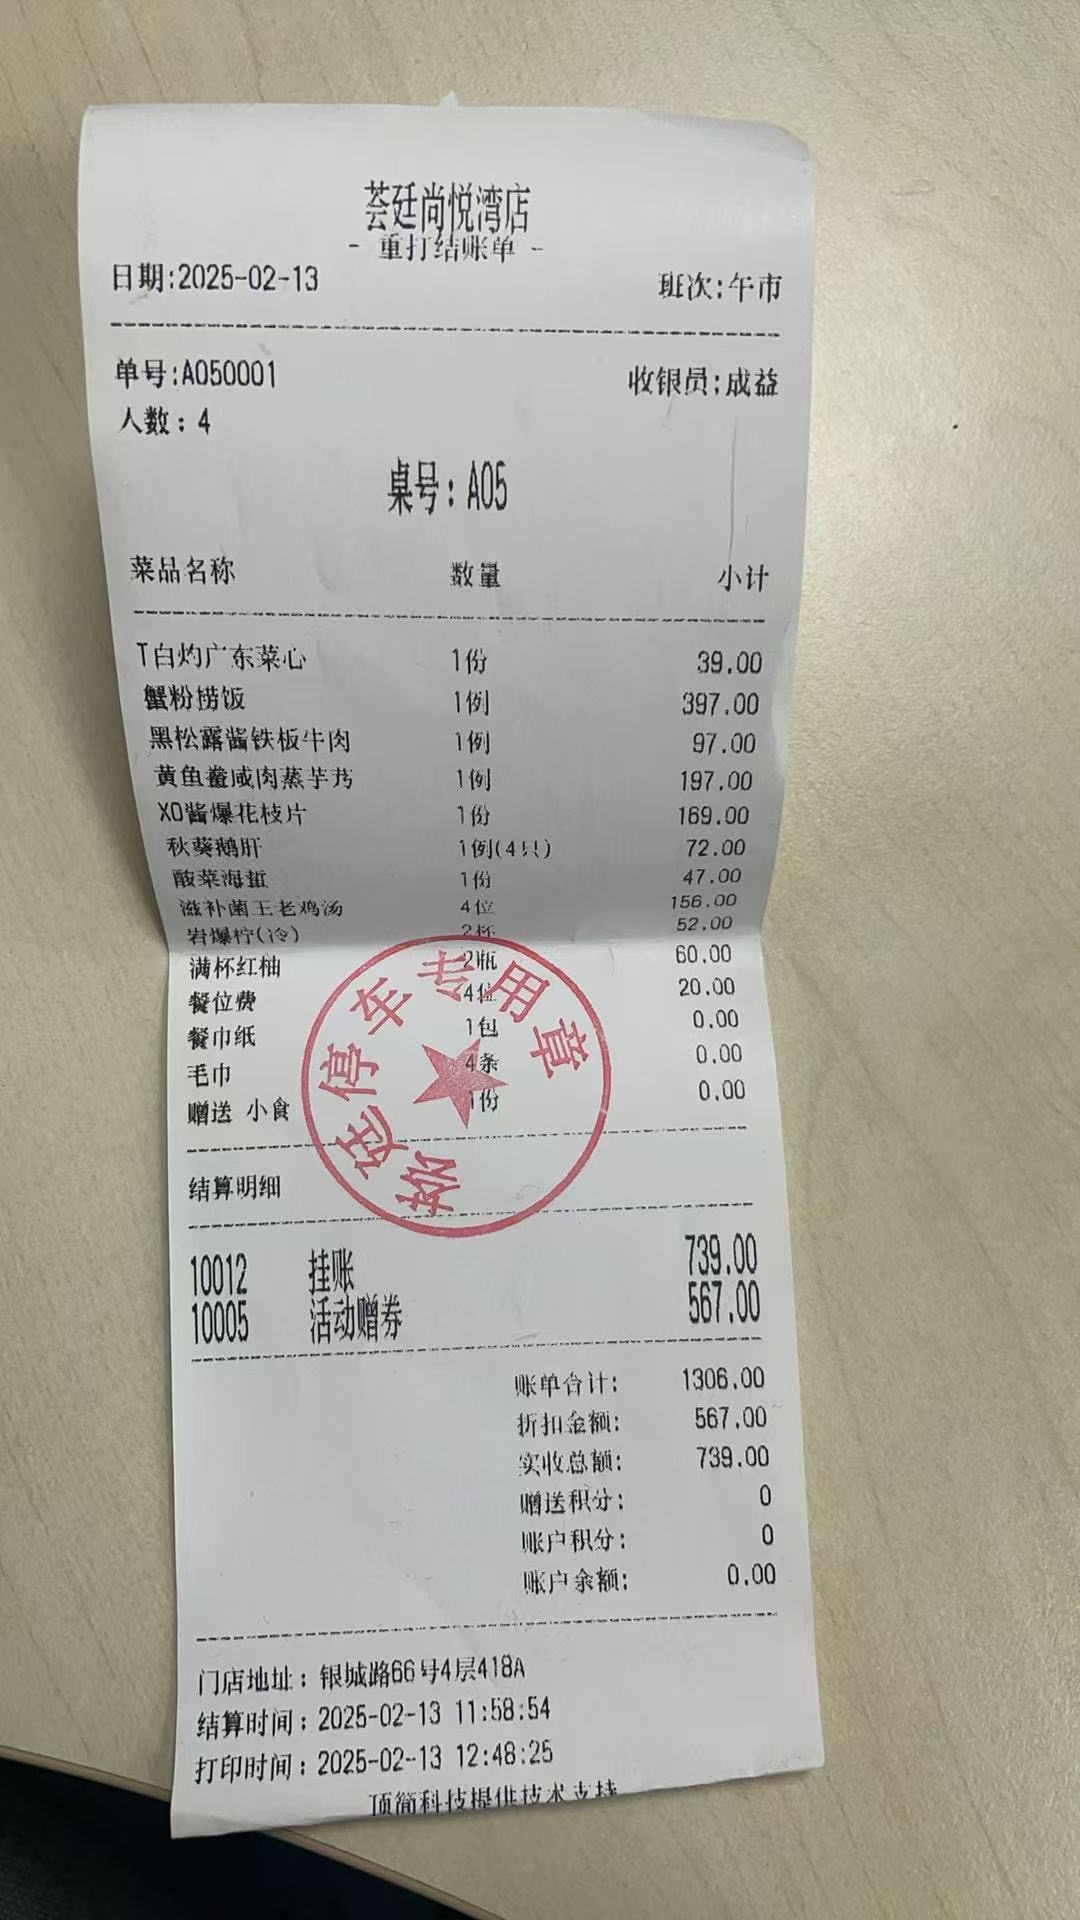 荟廷尚悦湾店
- 重打结账单 -
日期:2025-02-13 班次:午市
单号:A050001 收银员:成益
人数：4
桌号：A05
菜品名称 数量 小计
T白灼广东菜心 1份 39.00
蟹粉捞饭 1例 397.00
黑松露酱铁板牛肉 1例 97.00
黄鱼鲞咸肉蒸芋艿 1例 197.00
XO酱爆花枝片 1份 169.00
秋葵鹅肝 1例(4只) 72.00
酸菜海蜇 1份 47.00
滋补菌王老鸡汤 4位 156.00
岩爆柠(冷) 2杯 52.00
满杯红柚 2瓶 60.00
餐位费 4位 20.00
餐巾纸 1包 0.00
毛巾 4条 0.00
赠送 小食 1份 0.00
荟廷停车专用章
结算明细
10012 挂账 739.00
10005 活动赠券 567.00
账单合计: 1306.00
折扣金额: 567.00
实收总额: 739.00
赠送积分: 0
账户积分: 0
账户余额: 0.00
门店地址：银城路66号4层418A
结算时间：2025-02-13 11:58:54
打印时间：2025-02-13 12:48:25
顶简科技提供技术支持